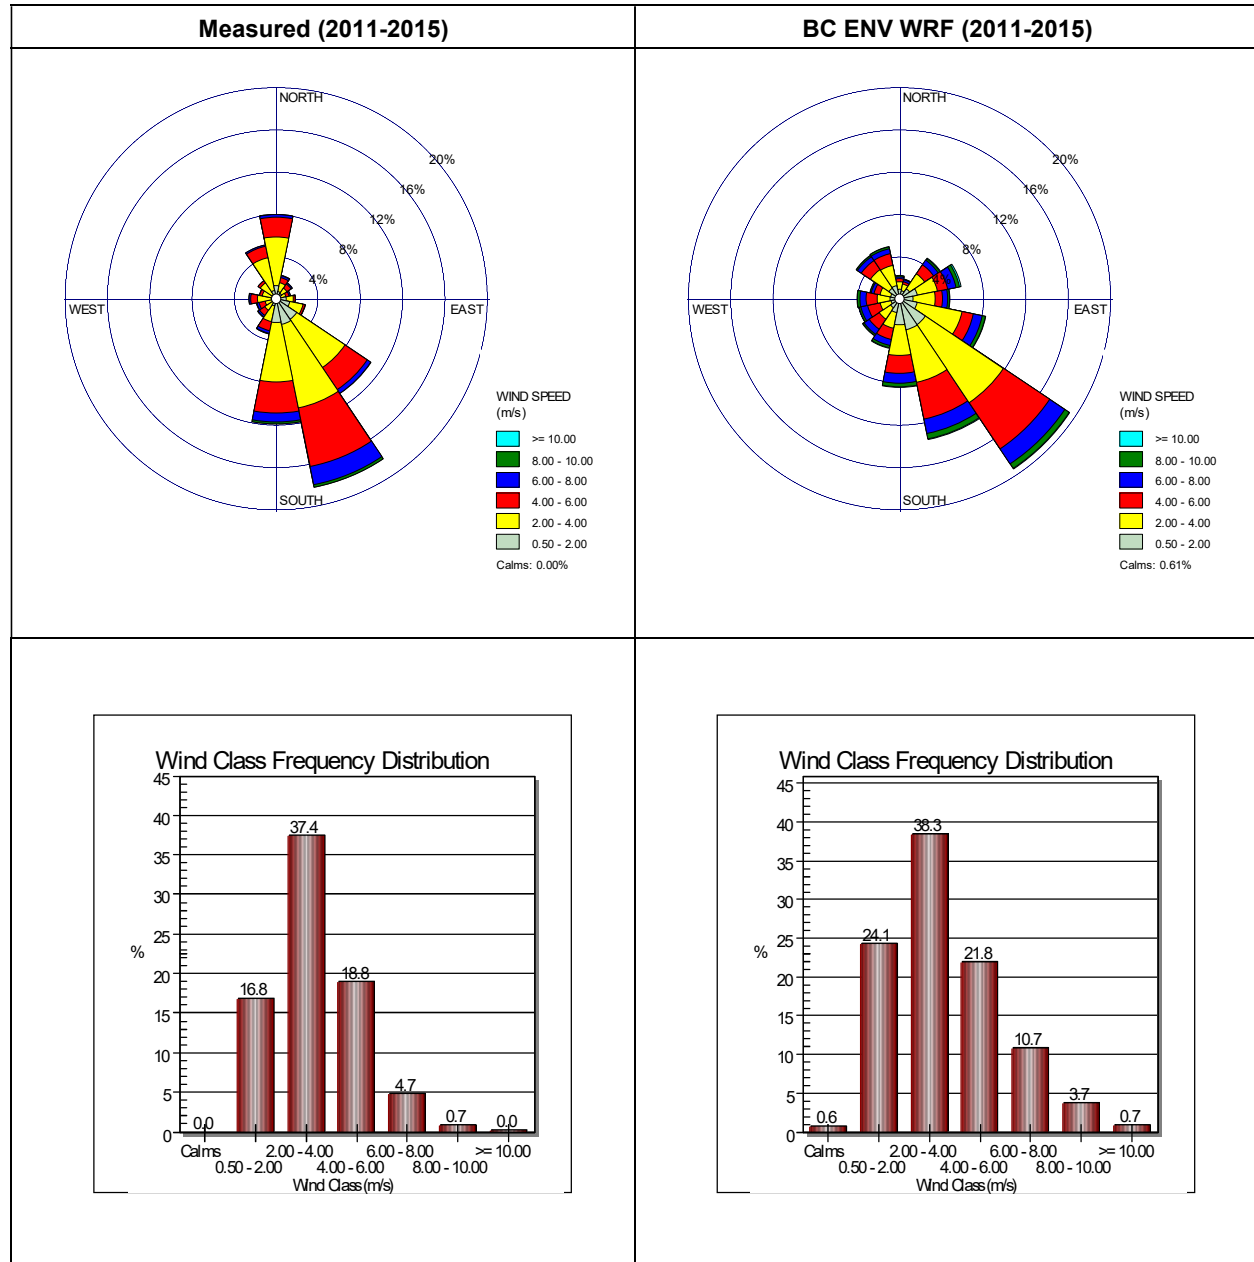 Measured (2011-2015)
BC ENV WRF (2011-2015)
NORTH
20%
16%
12%
8%
4%
WEST
EAST
SOUTH
WIND SPEED
(m/s)
>= 10.00
8.00 - 10.00
6.00 - 8.00
4.00 - 6.00
2.00 - 4.00
0.50 - 2.00
Calms: 0.00%
NORTH
20%
16%
12%
8%
WEST
EAST
SOUTH
WIND SPEED
(m/s)
>= 10.00
8.00 - 10.00
6.00 - 8.00
4.00 - 6.00
2.00 - 4.00
0.50 - 2.00
Calms: 0.61%
Wind Class Frequency Distribution
45
40
35
30
25
20
15
10
5
0
%
0.0
16.8
37.4
18.8
4.7
0.7
0.0
Calms
0.50 - 2.00
2.00 - 4.00
4.00 - 6.00
6.00 - 8.00
8.00 - 10.00
>= 10.00
Wind Class (m/s)
Wind Class Frequency Distribution
45
40
35
30
25
20
15
10
5
0
%
0.6
24.1
38.3
21.8
10.7
3.7
0.7
Calms
0.50 - 2.00
2.00 - 4.00
4.00 - 6.00
6.00 - 8.00
8.00 - 10.00
>= 10.00
Wind Class (m/s)